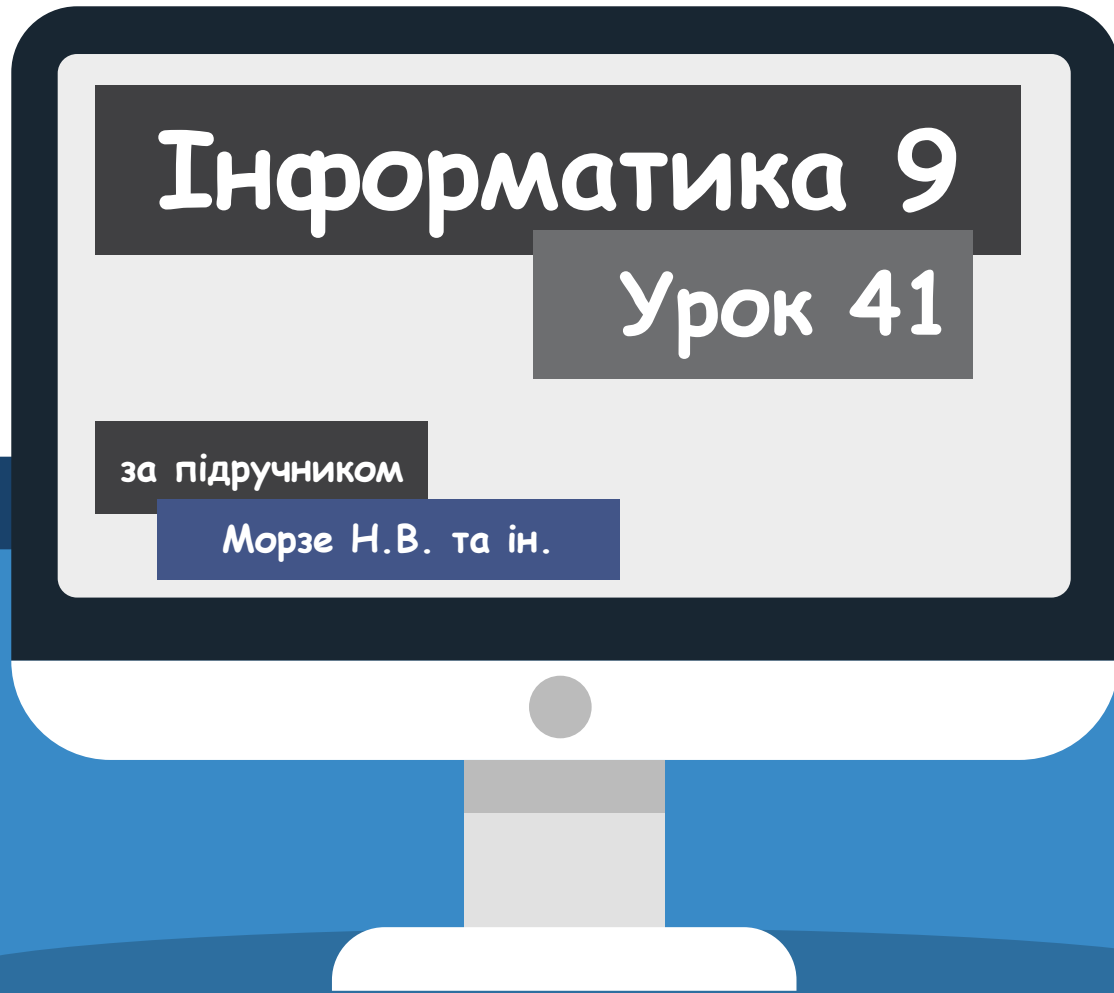 Інформатика 9
Урок 41
за підручником
Морзе Н.В. та ін.